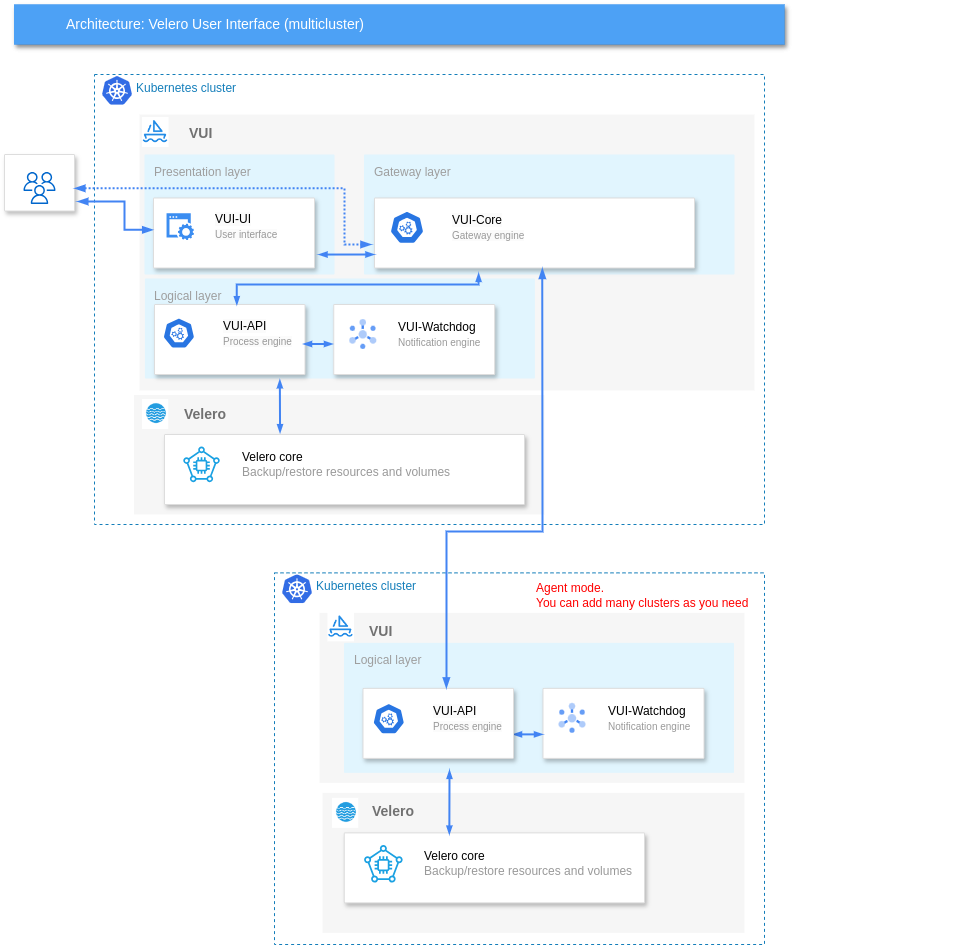 Architecture: Velero User Interface (multicluster)
Kubernetes cluster
VUI
Presentation layer
Gateway layer
VUI-UI
User interface
VUI-Core
Gateway engine
Logical layer
VUI-API
Process engine
VUI-Watchdog
Notification engine
Velero
Velero core
Backup/restore resources and volumes
Kubernetes cluster
Agent mode.
You can add many clusters as you need
VUI
Logical layer
VUI-API
Process engine
VUI-Watchdog
Notification engine
Velero
Velero core
Backup/restore resources and volumes